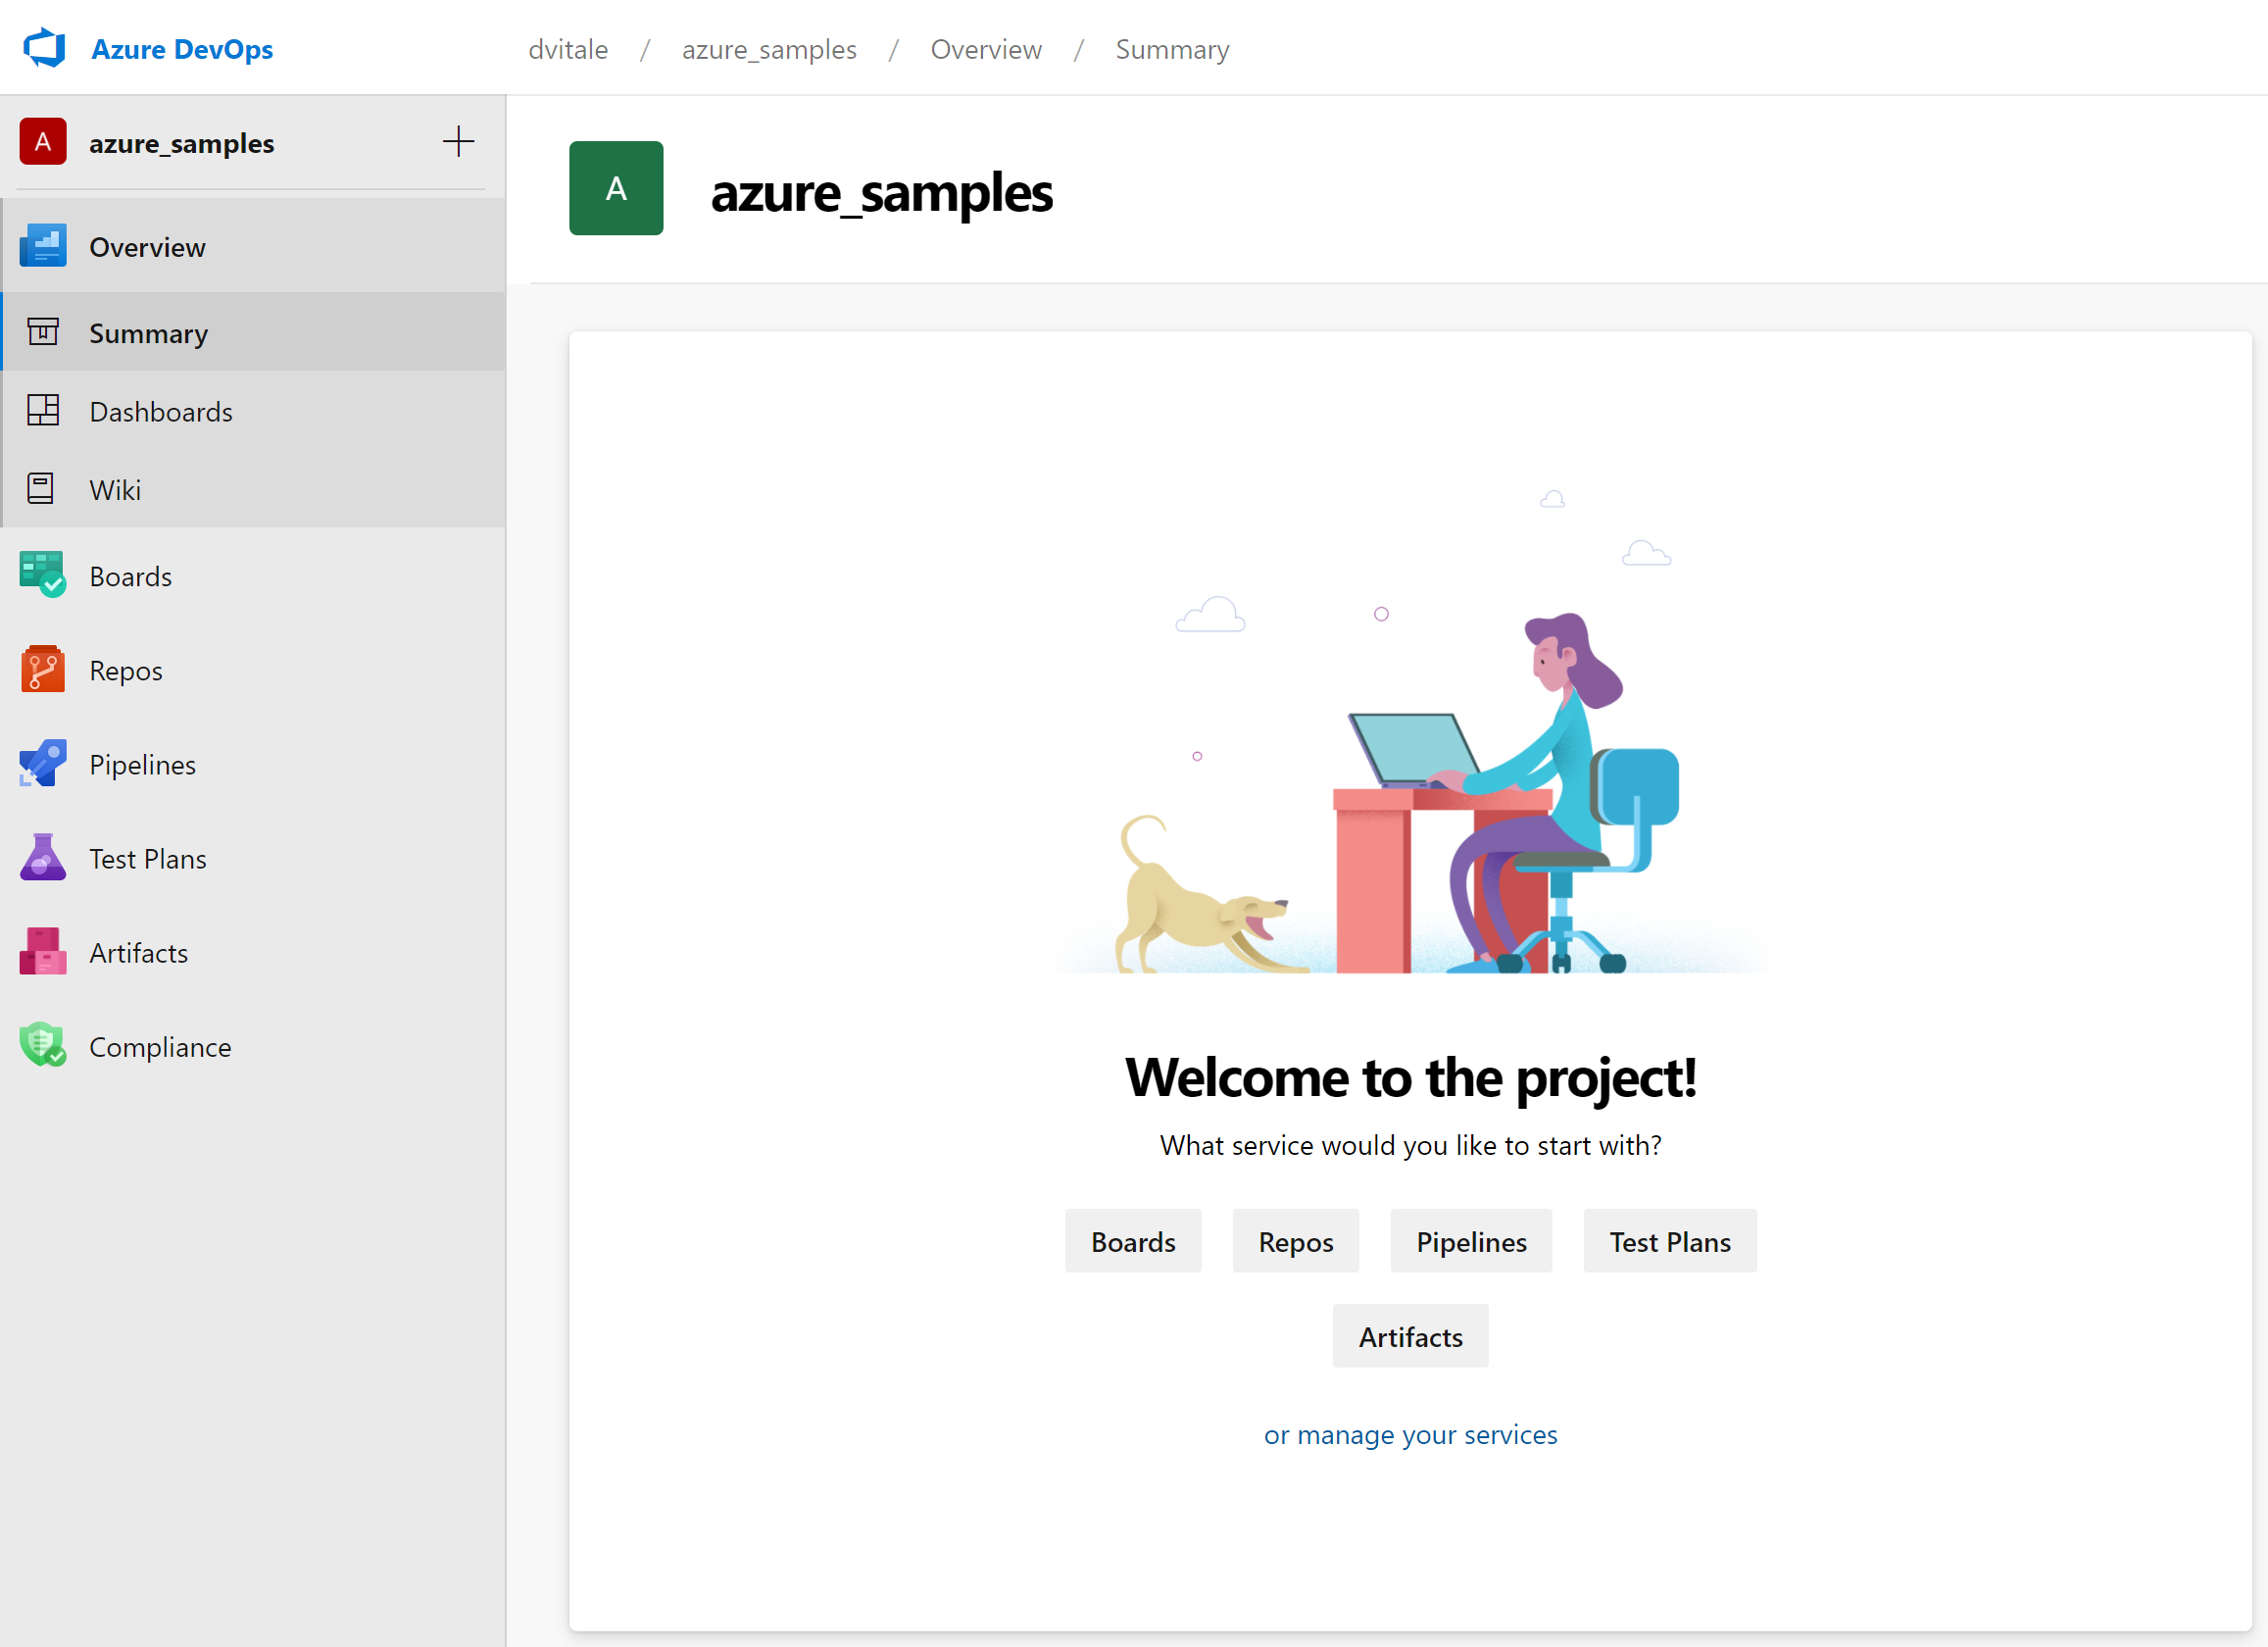 Azure DevOps
dvitale / azure_samples / Overview / Summary
A azure_samples
Overview
Summary
Dashboards
Wiki
Boards
Repos
Pipelines
Test Plans
Artifacts
Compliance
A azure_samples
Welcome to the project!
What service would you like to start with?
Boards Repos Pipelines Test Plans
Artifacts
or manage your services